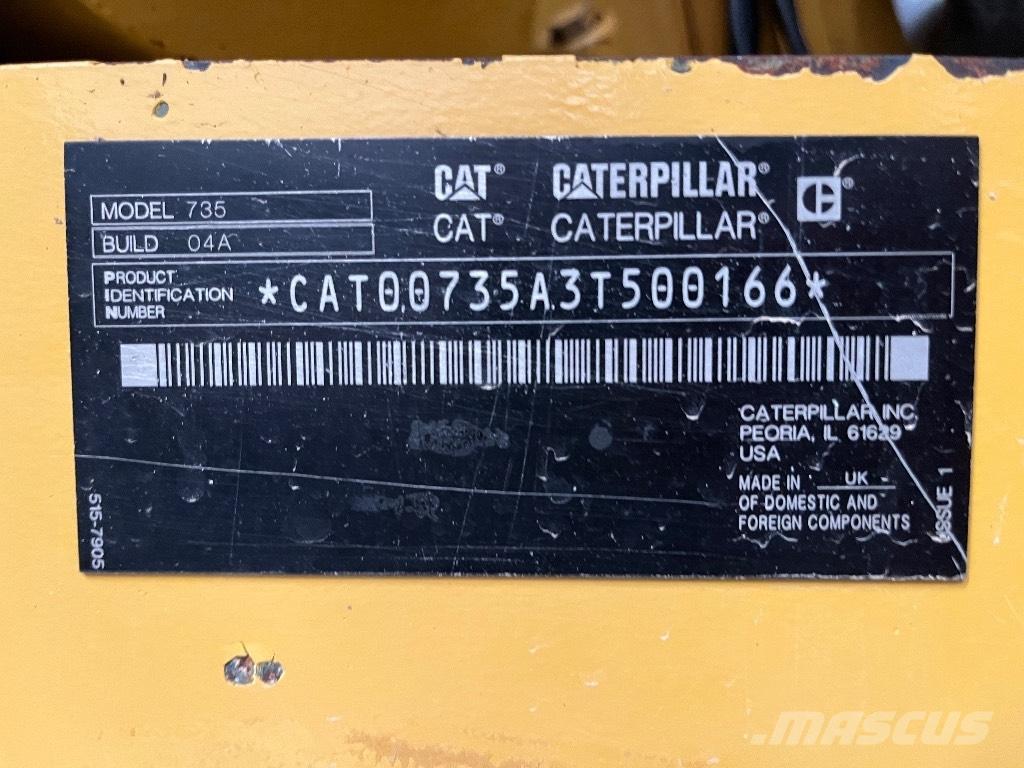 CAT® CATERPILLAR® ®
CAT® CATERPILLAR®
MODEL 735
BUILD 04A
PRODUCT
IDENTIFICATION
NUMBER
*CAT00735A3T500166*
CATERPILLAR INC.
PEORIA, IL 61629
USA
MADE IN UK
OF DOMESTIC AND
FOREIGN COMPONENTS
515-7905
ISSUE 1
MASCUS